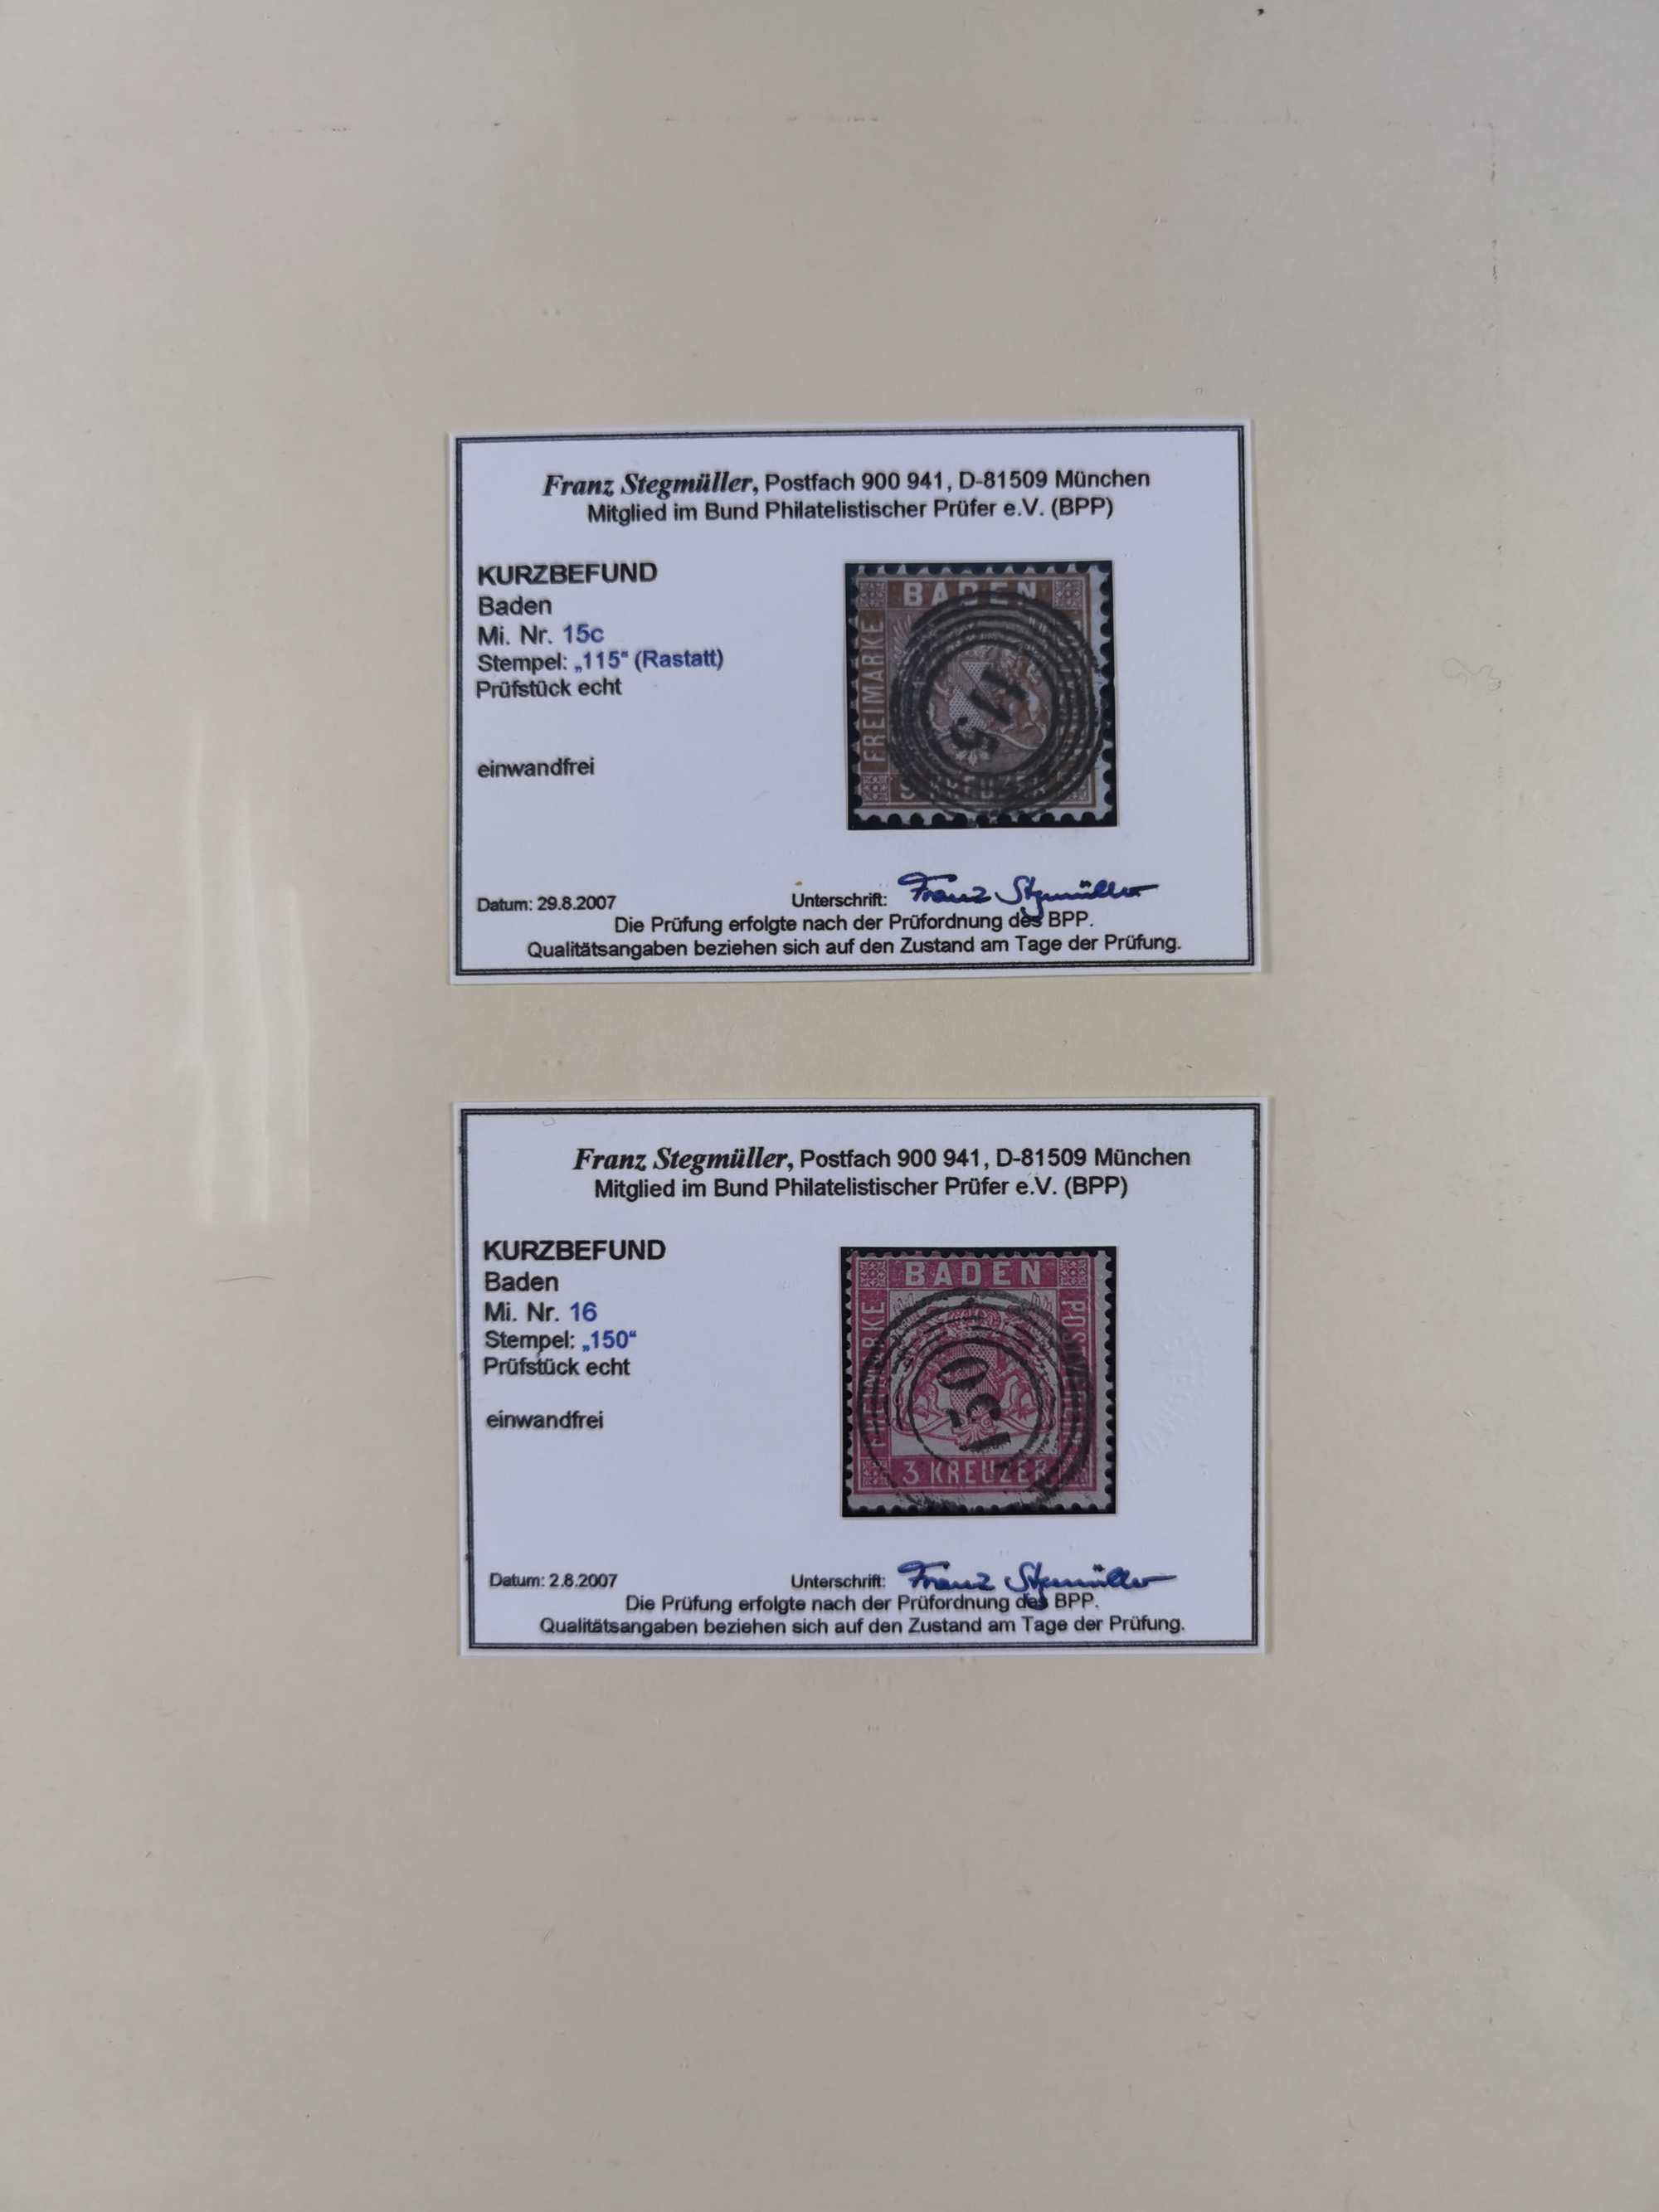 Franz Stegmüller, Postfach 900 941, D-81509 München
Mitglied im Bund Philatelistischer Prüfer e.V. (BPP)
KURZBEFUND
Baden
Mi. Nr. 15c
Stempel: „115“ (Rastatt)
Prüfstück echt
einwandfrei
BADEN
FREIMARKE
115
Datum: 29.8.2007
Unterschrift: Franz Stegmüller
Die Prüfung erfolgte nach der Prüfordnung des BPP.
Qualitätsangaben beziehen sich auf den Zustand am Tage der Prüfung.
Franz Stegmüller, Postfach 900 941, D-81509 München
Mitglied im Bund Philatelistischer Prüfer e.V. (BPP)
KURZBEFUND
Baden
Mi. Nr. 16
Stempel: „150“
Prüfstück echt
einwandfrei
BADEN
FREIMARKE
POSTVEREIN
150
3 KREUZER
Datum: 2.8.2007
Unterschrift: Franz Stegmüller
Die Prüfung erfolgte nach der Prüfordnung des BPP.
Qualitätsangaben beziehen sich auf den Zustand am Tage der Prüfung.